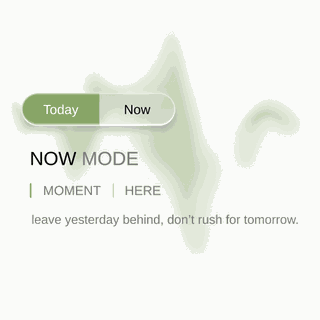 Today Now
NOW MODE
MOMENT HERE
leave yesterday behind, don't rush for tomorrow.